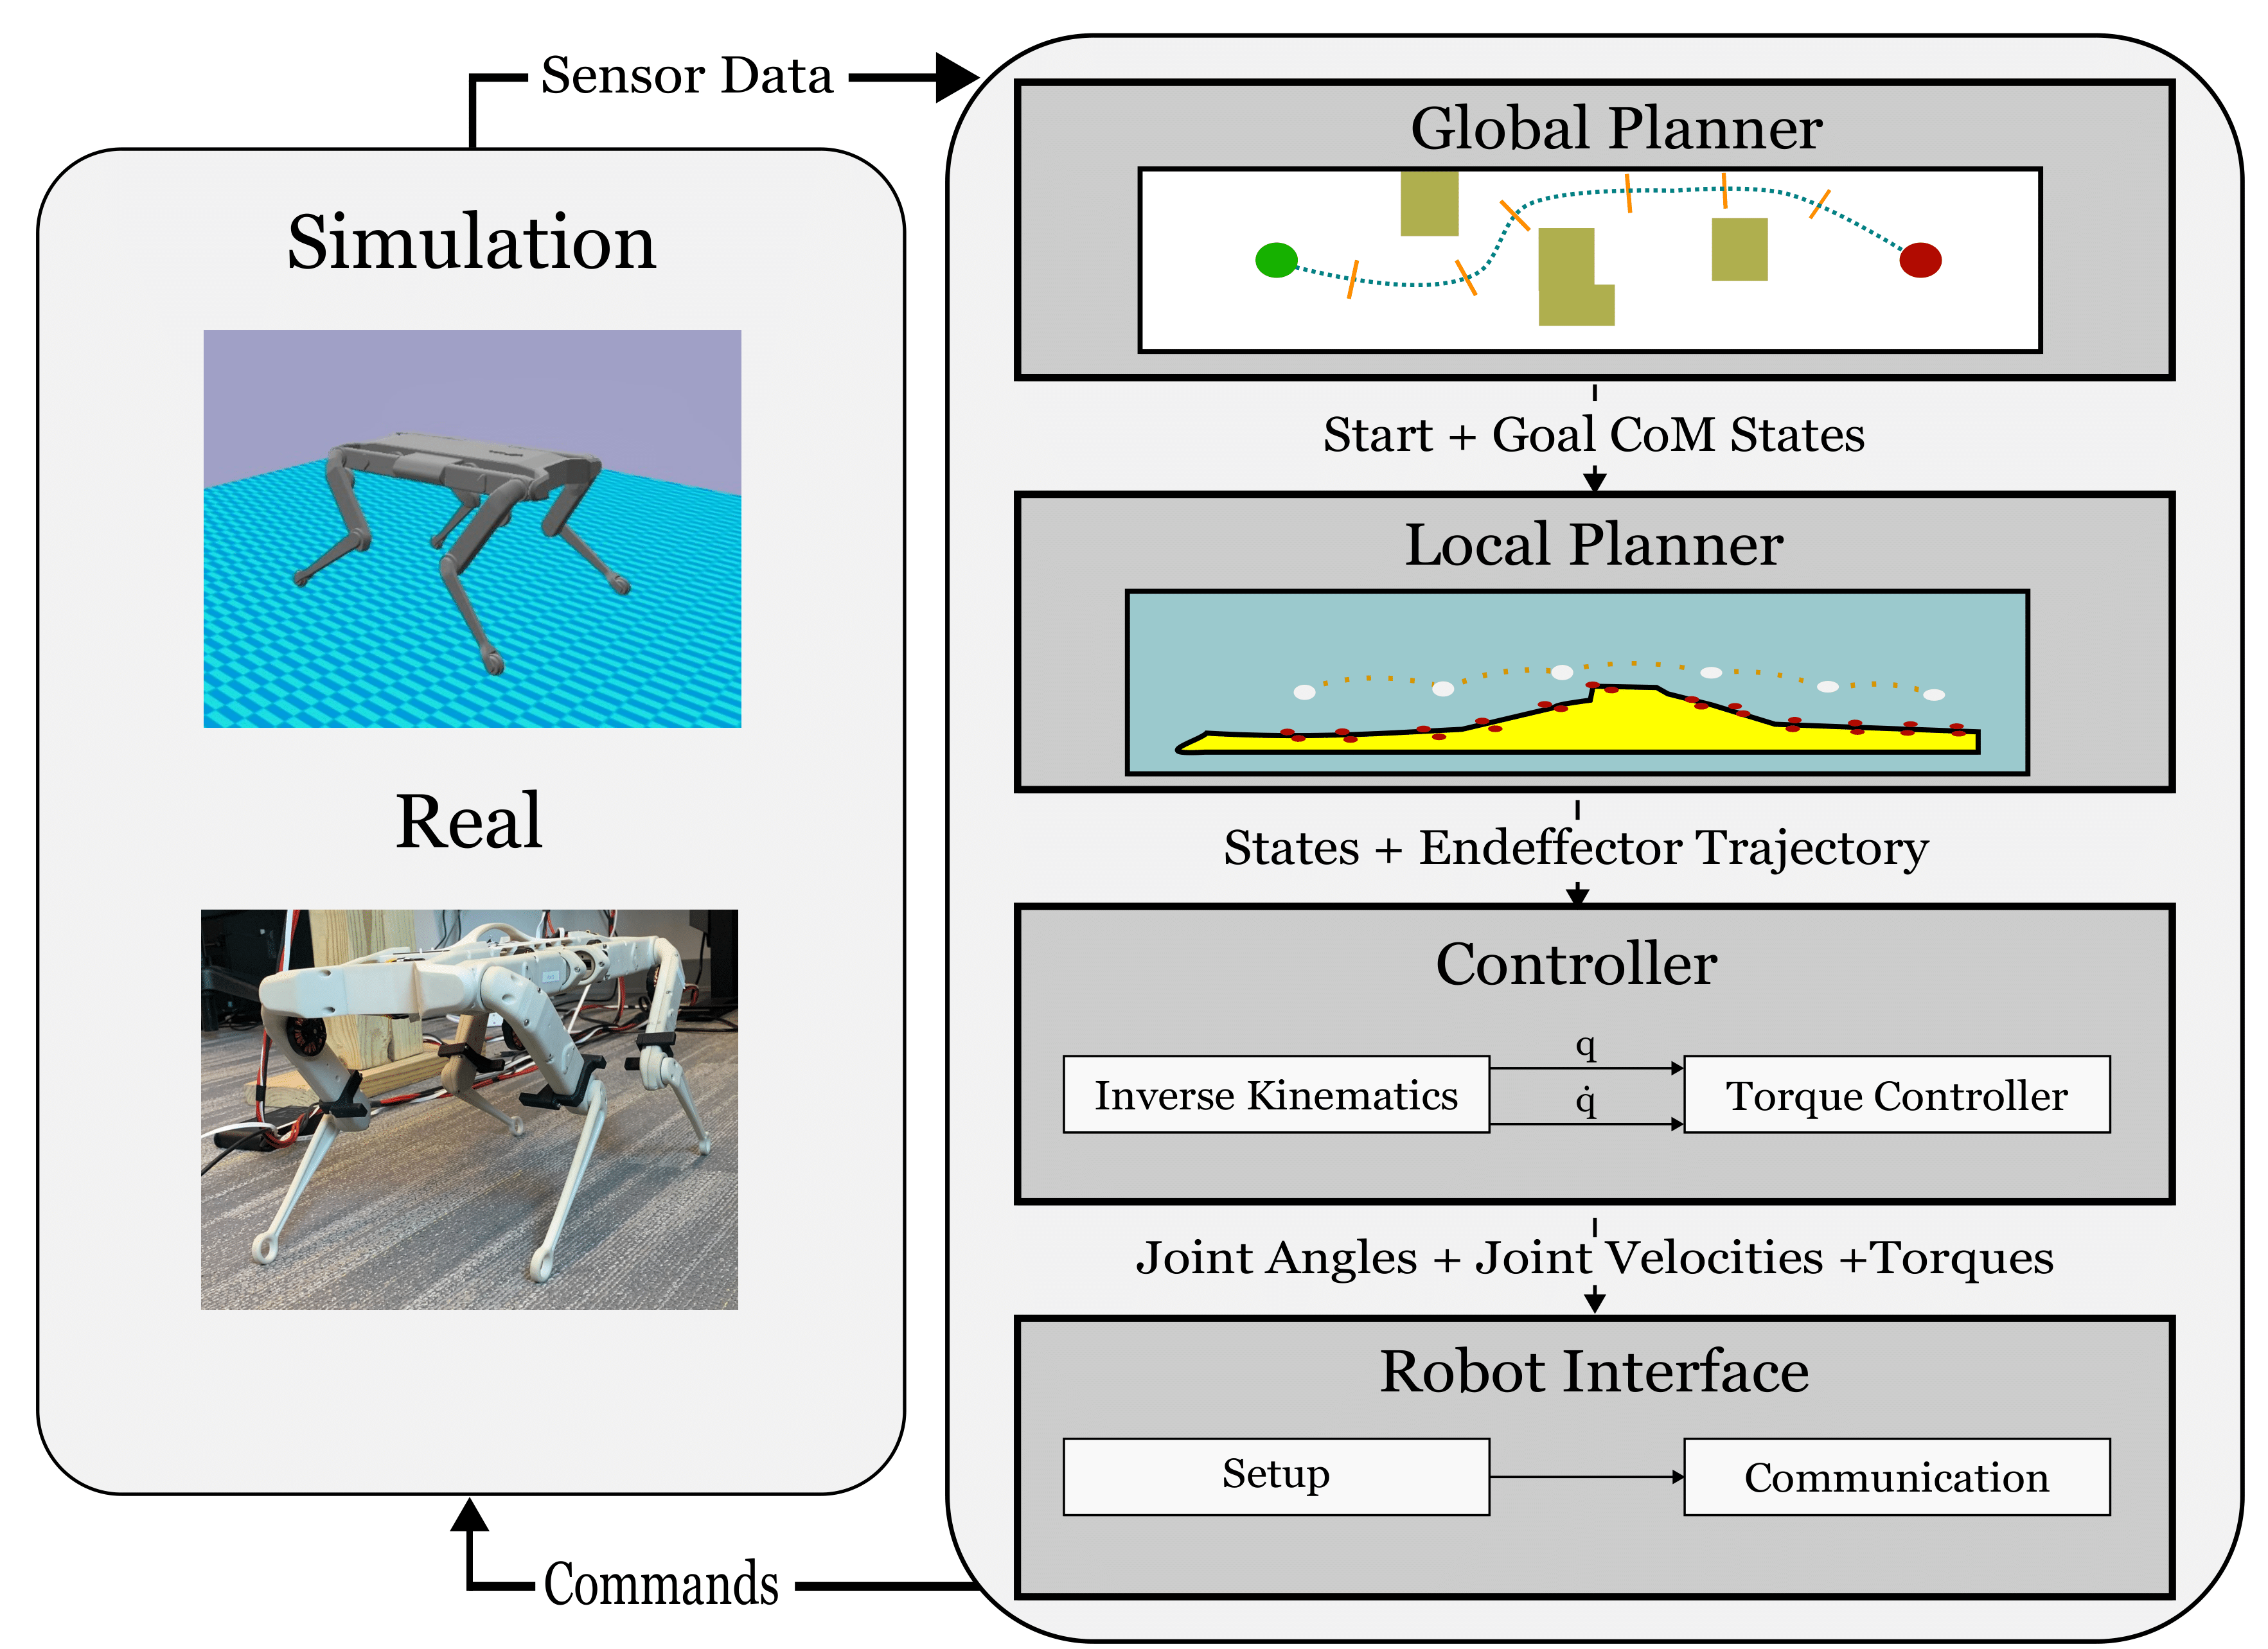 Sensor Data
Simulation
Real
Commands
Global Planner
Start + Goal CoM States
Local Planner
States + Endeffector Trajectory
Controller
Inverse Kinematics
q
q̇
Torque Controller
Joint Angles + Joint Velocities +Torques
Robot Interface
Setup
Communication